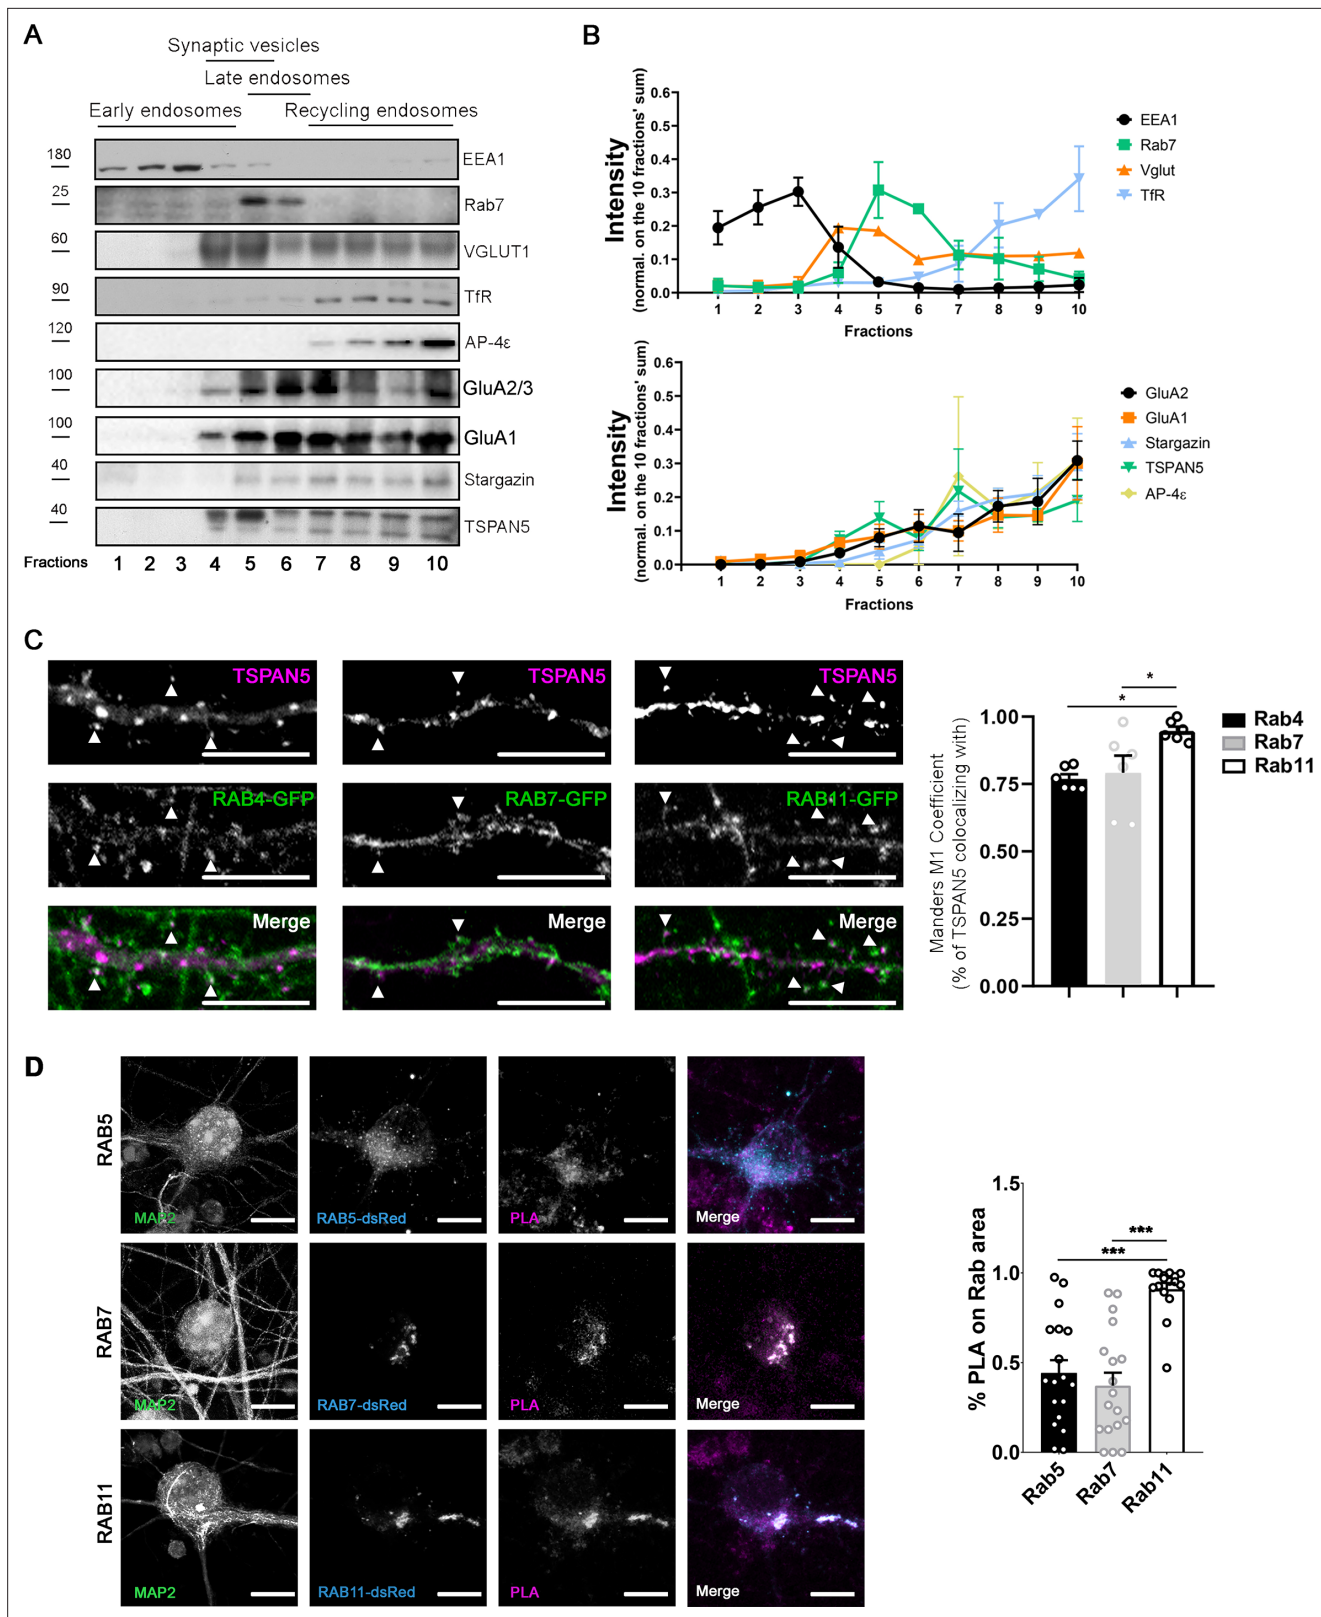 A
Synaptic vesicles
Late endosomes
Early endosomes
Recycling endosomes
180
EEA1
25
Rab7
60
VGLUT1
90
TfR
120
AP-4ε
100
GluA2/3
100
GluA1
40
Stargazin
40
TSPAN5
Fractions 1 2 3 4 5 6 7 8 9 10
B
Intensity
(normal. on the 10 fractions' sum)
0.6
0.5
0.4
0.3
0.2
0.1
0.0
1 2 3 4 5 6 7 8 9 10
Fractions
EEA1
Rab7
Vglut
TfR
Intensity
(normal. on the 10 fractions' sum)
0.6
0.5
0.4
0.3
0.2
0.1
0.0
1 2 3 4 5 6 7 8 9 10
Fractions
GluA2
GluA1
Stargazin
TSPAN5
AP-4ε
C
TSPAN5
TSPAN5
TSPAN5
RAB4-GFP
RAB7-GFP
RAB11-GFP
Merge
Merge
Merge
Manders M1 Coefficient
(% of TSPAN5 colocalizing with)
1.00
0.75
0.50
0.25
0.00
*
*
Rab4
Rab7
Rab11
D
RAB5
MAP2
RAB5-dsRed
PLA
Merge
RAB7
MAP2
RAB7-dsRed
PLA
Merge
RAB11
MAP2
RAB11-dsRed
PLA
Merge
% PLA on Rab area
1.5
1.0
0.5
0.0
***
***
Rab5
Rab7
Rab11